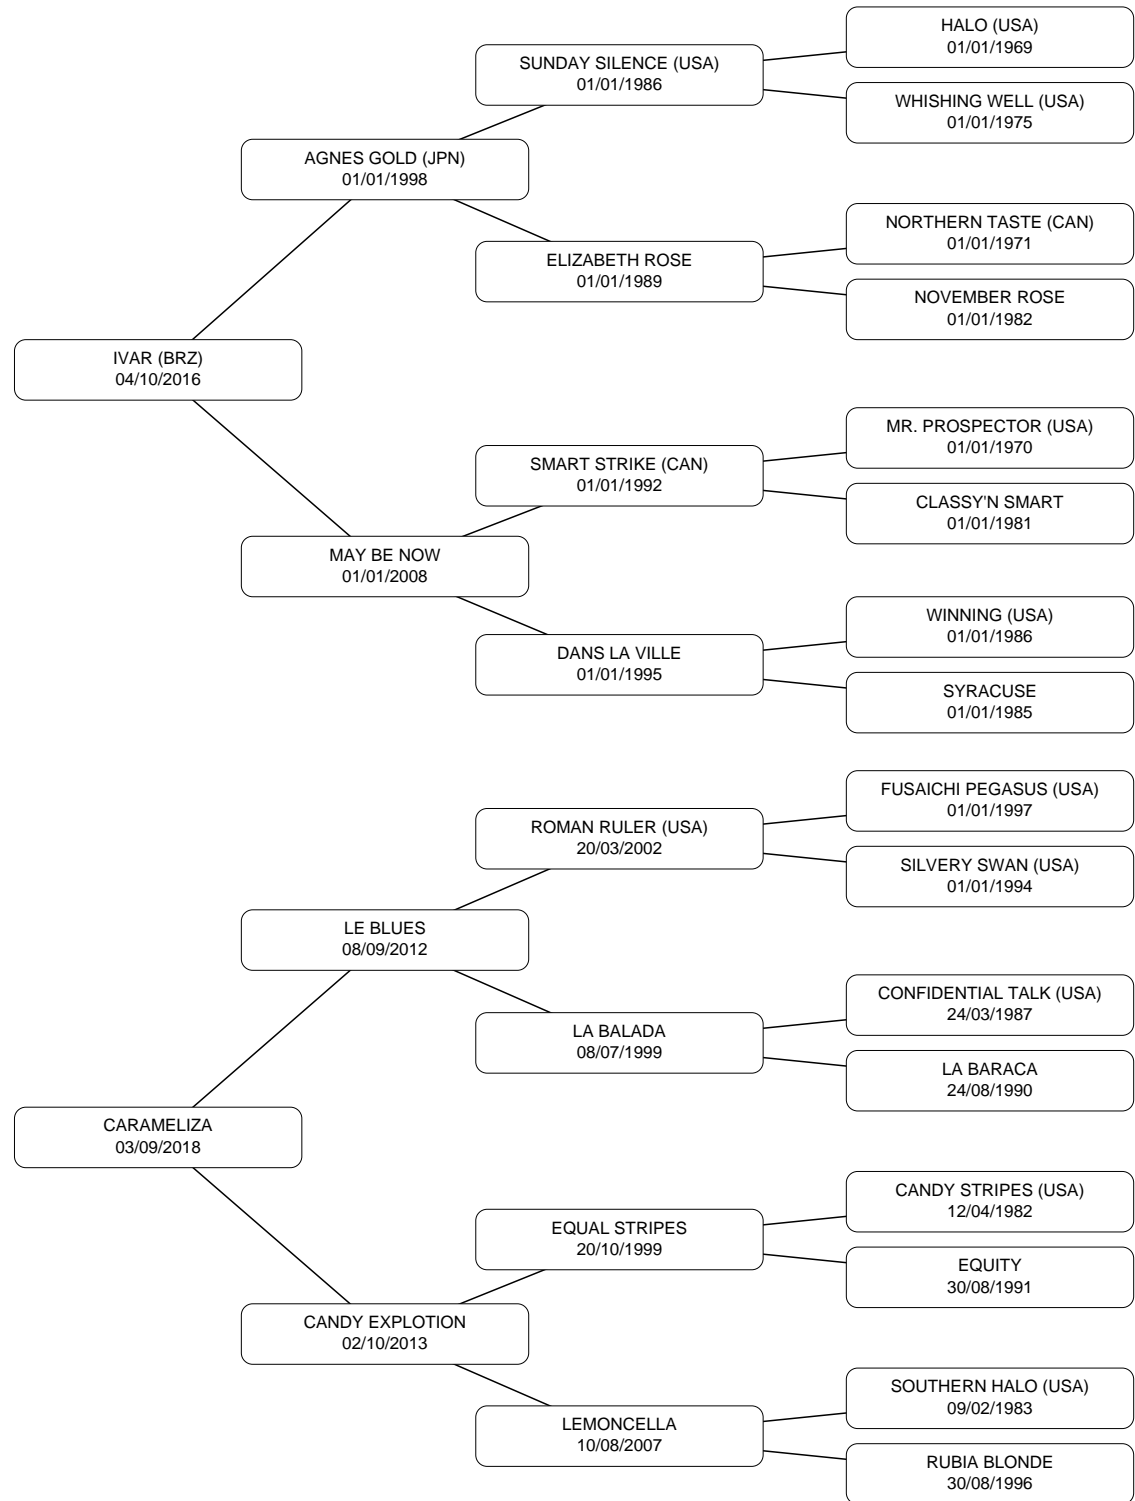 HALO (USA)
01/01/1969
SUNDAY SILENCE (USA)
01/01/1986
WHISHING WELL (USA)
01/01/1975
AGNES GOLD (JPN)
01/01/1998
NORTHERN TASTE (CAN)
01/01/1971
ELIZABETH ROSE
01/01/1989
NOVEMBER ROSE
01/01/1982
IVAR (BRZ)
04/10/2016
MR. PROSPECTOR (USA)
01/01/1970
SMART STRIKE (CAN)
01/01/1992
CLASSY'N SMART
01/01/1981
MAY BE NOW
01/01/2008
WINNING (USA)
01/01/1986
DANS LA VILLE
01/01/1995
SYRACUSE
01/01/1985
FUSAICHI PEGASUS (USA)
01/01/1997
ROMAN RULER (USA)
20/03/2002
SILVERY SWAN (USA)
01/01/1994
LE BLUES
08/09/2012
CONFIDENTIAL TALK (USA)
24/03/1987
LA BALADA
08/07/1999
LA BARACA
24/08/1990
CARAMELIZA
03/09/2018
CANDY STRIPES (USA)
12/04/1982
EQUAL STRIPES
20/10/1999
EQUITY
30/08/1991
CANDY EXPLOTION
02/10/2013
SOUTHERN HALO (USA)
09/02/1983
LEMONCELLA
10/08/2007
RUBIA BLONDE
30/08/1996